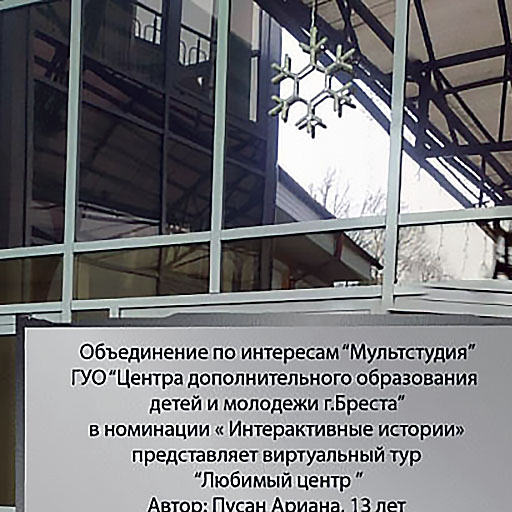 Объединение по интересам “Мультстудия”
ГУО “Центра дополнительного образования
детей и молодежи г.Бреста”
в номинации « Интерактивные истории»
представляет виртуальный тур
“Любимый центр ”
Автор: Пусан Ариана, 13 лет